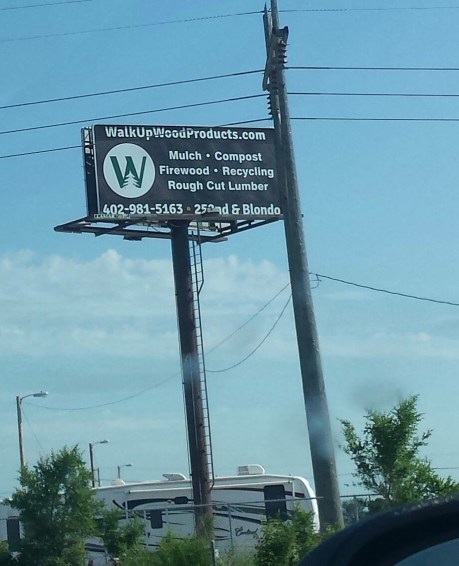 WalkUpWoodProducts.com
W
Mulch • Compost
Firewood • Recycling
Rough Cut Lumber
402-981-5163 • 252nd & Blondo